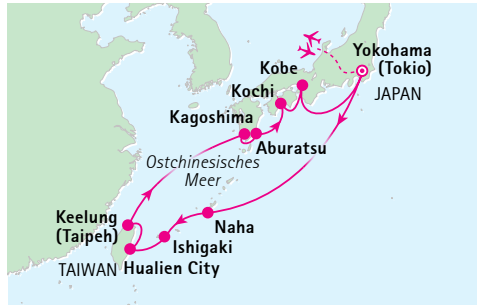 Yokohama
(Tokio)
Kobe
JAPAN
Kochi
Kagoshima
Aburatsu
Ostchinesisches
Meer
Keelung
(Taipeh)
Naha
Ishigaki
TAIWAN Hualien City